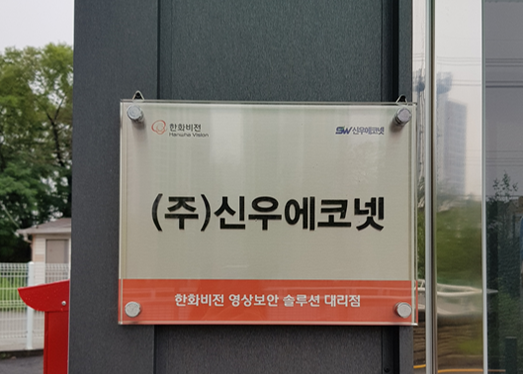 한화비전
Hanwha Vision
SW 신우에코넷
(주)신우에코넷
한화비전 영상보안 솔루션 대리점